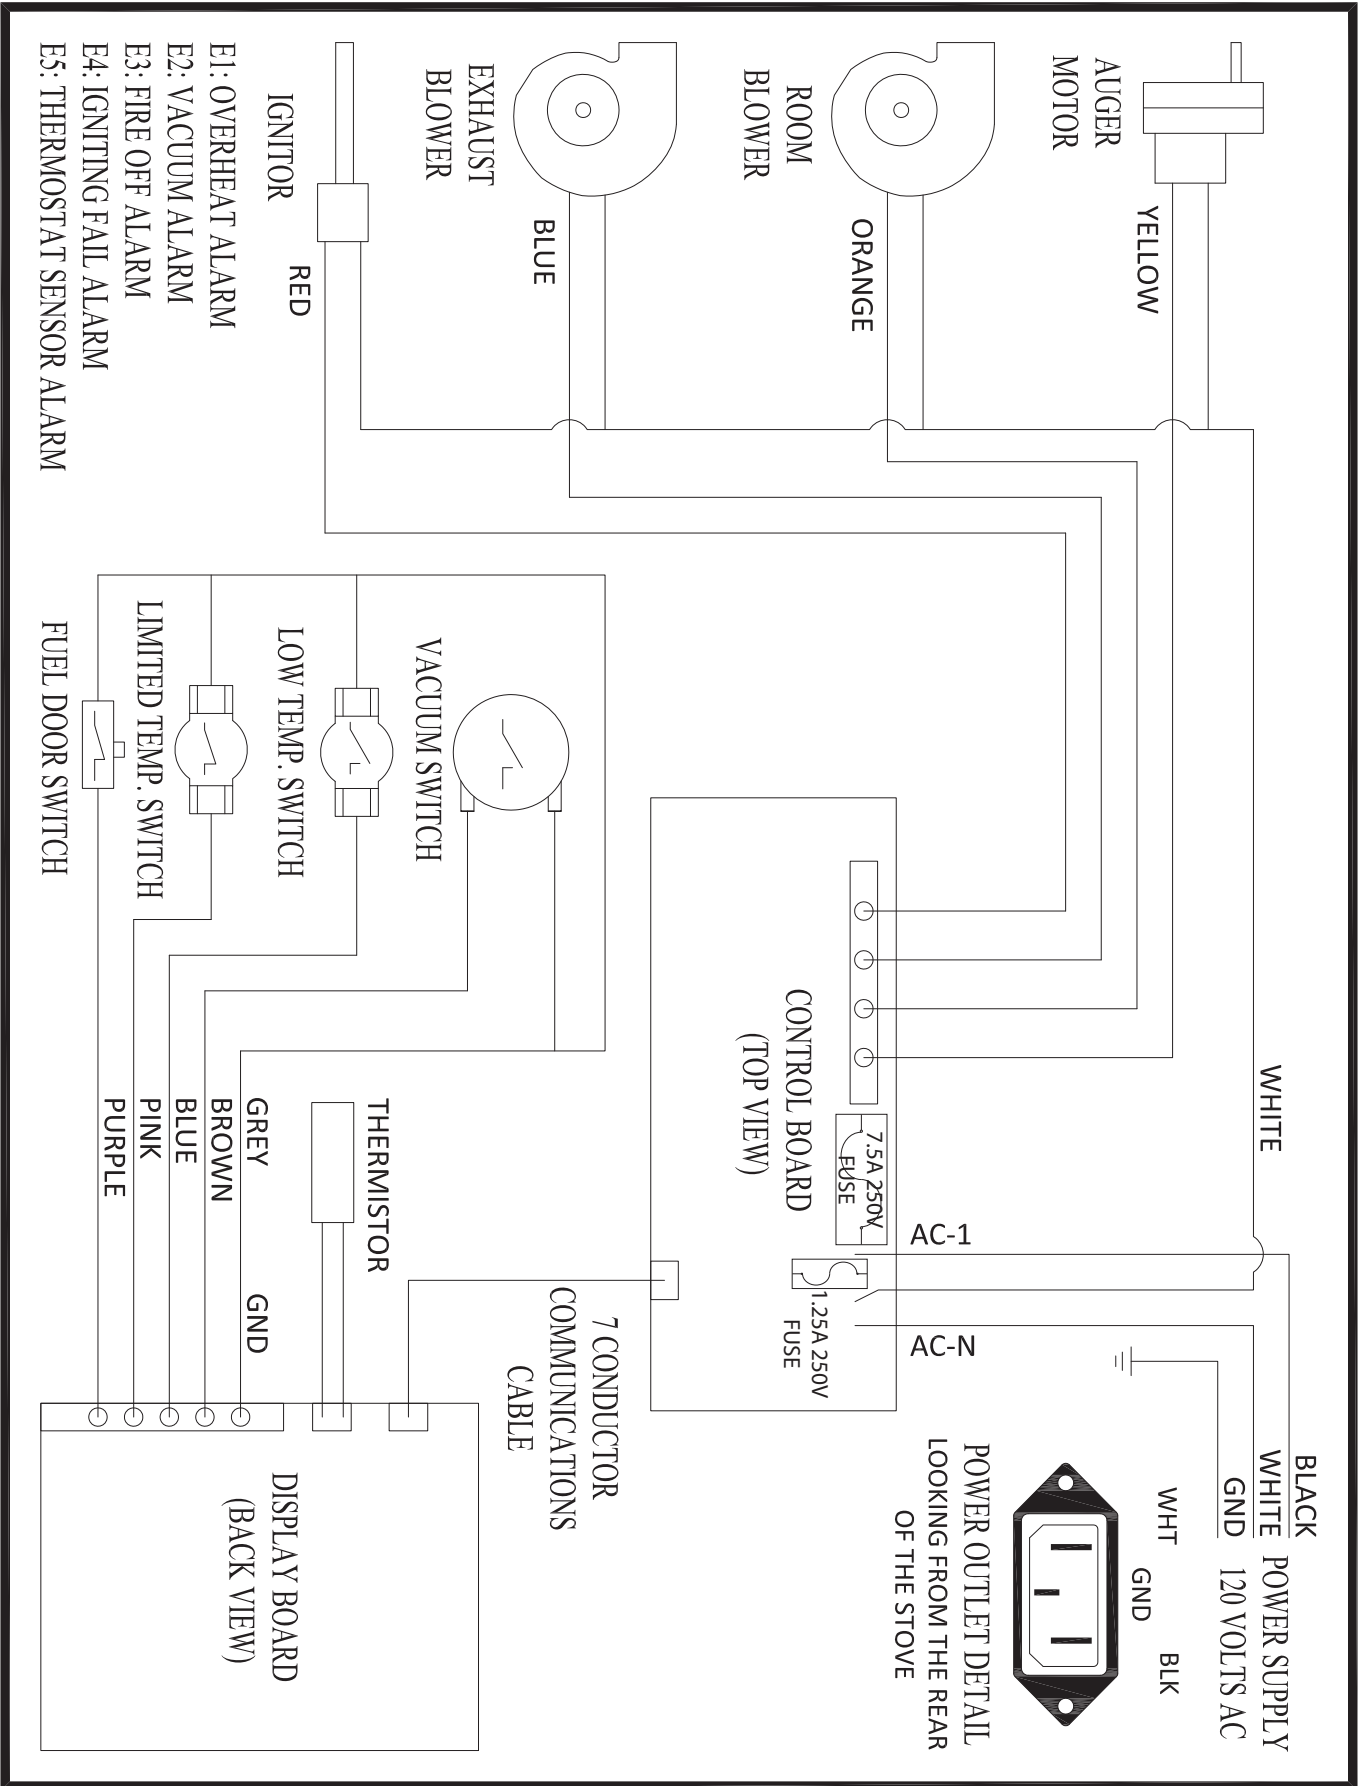 AUGER
MOTOR
YELLOW
ROOM
BLOWER
ORANGE
EXHAUST
BLOWER
BLUE
IGNITOR
RED
E1: OVERHEAT ALARM
E2: VACUUM ALARM
E3: FIRE OFF ALARM
E4: IGNITING FAIL ALARM
E5: THERMOSTAT SENSOR ALARM
VACUUM SWITCH
LOW TEMP. SWITCH
LIMITED TEMP. SWITCH
FUEL DOOR SWITCH
WHITE
CONTROL BOARD
(TOP VIEW)
7.5A 250V
FUSE
AC-1
1.25A 250V
FUSE
AC-N
THERMISTOR
GREY
BROWN
BLUE
PINK
PURPLE
GND
7 CONDUCTOR
COMMUNICATIONS
CABLE
BLACK
WHITE
GND
POWER SUPPLY
120 VOLTS AC
WHT
GND
BLK
POWER OUTLET DETAIL
LOOKING FROM THE REAR
OF THE STOVE
DISPLAY BOARD
(BACK VIEW)